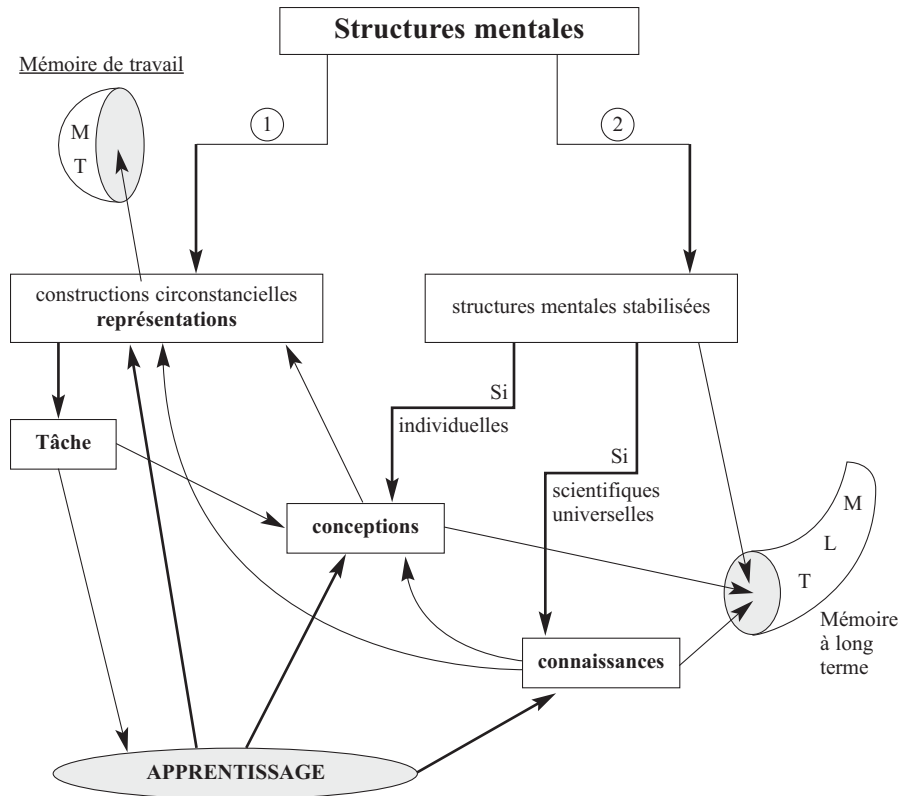 Structures mentales
Mémoire de travail
M
T
1
2
constructions circonstancielles
représentations
structures mentales stabilisées
Si
individuelles
Si
scientifiques
universelles
Tâche
conceptions
M
L
T
Mémoire
à long
terme
connaissances
APPRENTISSAGE